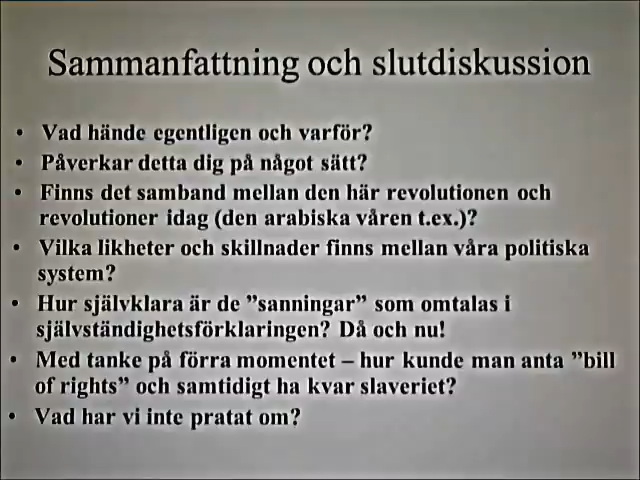 Sammanfattning och slutdiskussion
• Vad hände egentligen och varför?
• Påverkar detta dig på något sätt?
• Finns det samband mellan den här revolutionen och
revolutioner idag (den arabiska våren t.ex.)?
• Vilka likheter och skillnader finns mellan våra politiska
system?
• Hur självklara är de ”sanningar” som omtalas i
självständighetsförklaringen? Då och nu!
• Med tanke på förra momentet – hur kunde man anta ”bill
of rights” och samtidigt ha kvar slaveriet?
• Vad har vi inte pratat om?